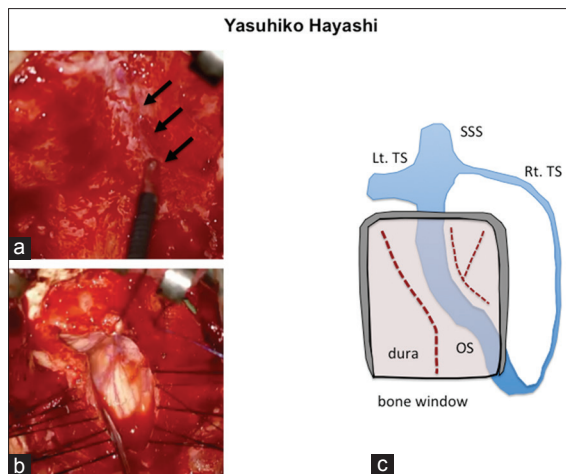 Yasuhiko Hayashi
a
b
SSS
Lt. TS
Rt. TS
dura
OS
bone window
c